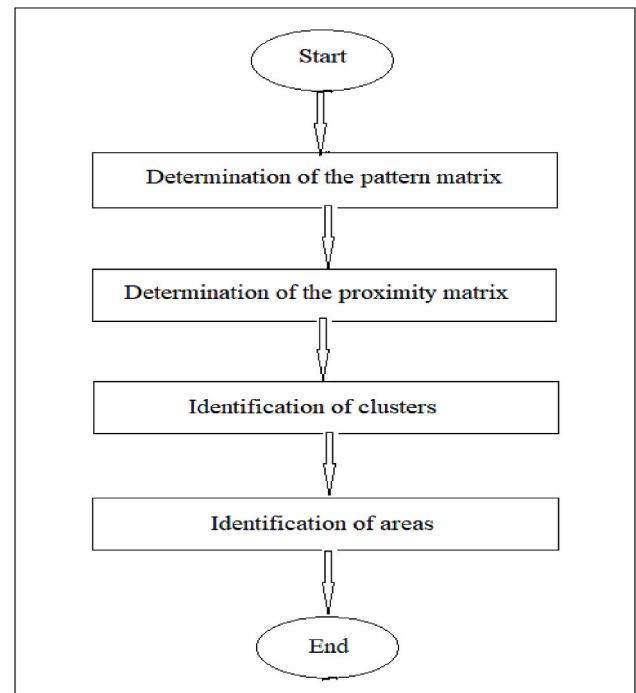 Start
Determination of the pattern matrix
Determination of the proximity matrix
Identification of clusters
Identification of areas
End